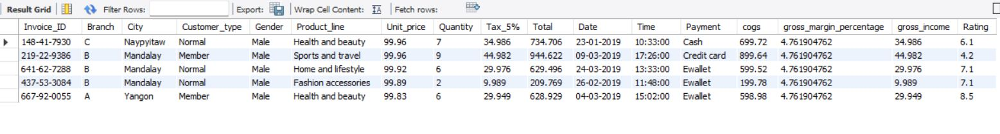 Result Grid Filter Rows: Export: Wrap Cell Content: Fetch rows:
Invoice_ID Branch City Customer_type Gender Product_line Unit_price Quantity Tax_5% Total Date Time Payment cogs gross_margin_percentage gross_income Rating
148-41-7930 C Naypyitaw Normal Male Health and beauty 99.96 7 34.986 734.706 23-01-2019 10:33:00 Cash 699.72 4.761904762 34.986 6.1
219-22-9386 B Mandalay Member Male Sports and travel 99.96 9 44.982 944.622 09-03-2019 17:26:00 Credit card 899.64 4.761904762 44.982 4.2
641-62-7288 B Mandalay Normal Male Home and lifestyle 99.92 6 29.976 629.496 24-03-2019 13:33:00 Ewallet 599.52 4.761904762 29.976 7.1
437-53-3084 B Mandalay Normal Male Fashion accessories 99.89 2 9.989 209.769 26-02-2019 11:48:00 Ewallet 199.78 4.761904762 9.989 7.1
667-92-0055 A Yangon Member Male Health and beauty 99.83 6 29.949 628.929 04-03-2019 15:02:00 Ewallet 598.98 4.761904762 29.949 8.5